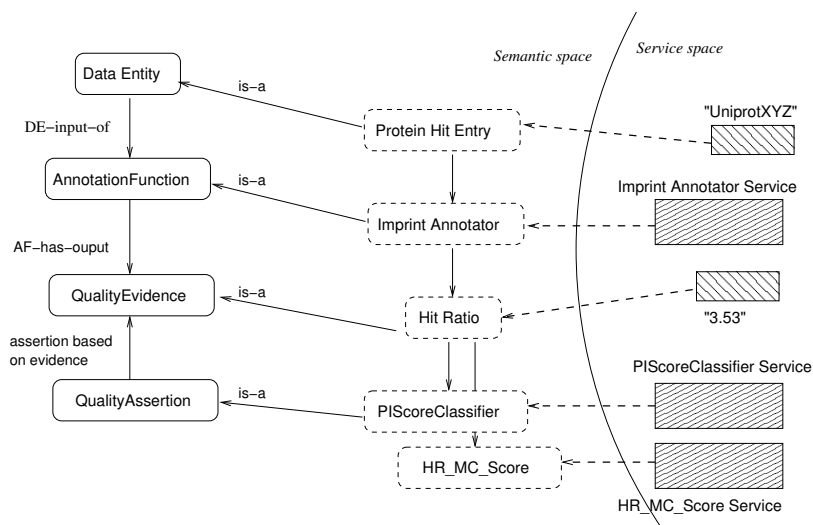 Semantic space
Service space
Data Entity
is-a
"UniprotXYZ"
DE-input-of
Protein Hit Entry
AnnotationFunction
is-a
Imprint Annotator Service
Imprint Annotator
AF-has-ouput
QualityEvidence
is-a
Hit Ratio
"3.53"
assertion based
on evidence
PIScoreClassifier Service
QualityAssertion
is-a
PIScoreClassifier
HR_MC_Score
HR_MC_Score Service